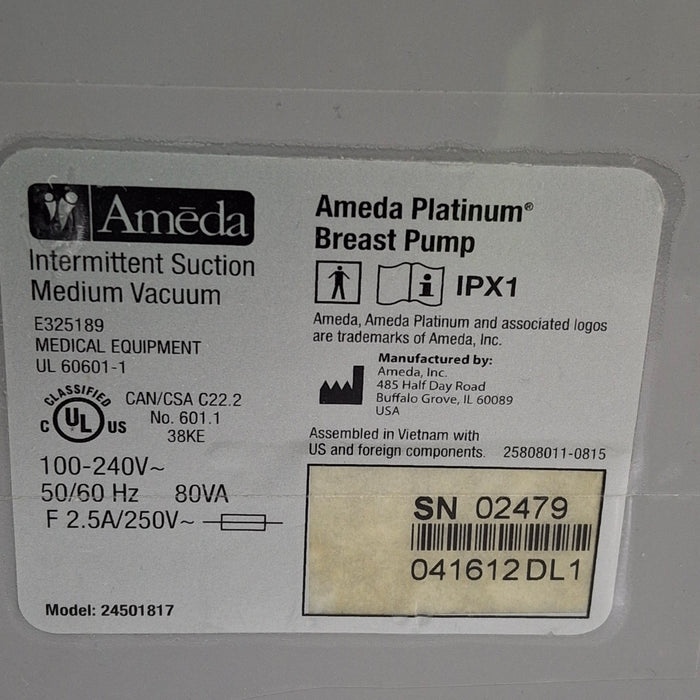 Amēda
Intermittent Suction
Medium Vacuum
E325189
MEDICAL EQUIPMENT
UL 60601-1
CLASSIFIED
C UL US
CAN/CSA C22.2
No. 601.1
38KE
100-240V~
50/60 Hz 80VA
F 2.5A/250V~
Model: 24501817
Ameda Platinum®
Breast Pump
i IPX1
Ameda, Ameda Platinum and associated logos
are trademarks of Ameda, Inc.
Manufactured by:
Ameda, Inc.
485 Half Day Road
Buffalo Grove, IL 60089
USA
Assembled in Vietnam with
US and foreign components. 25808011-0815
SN 02479
041612DL1